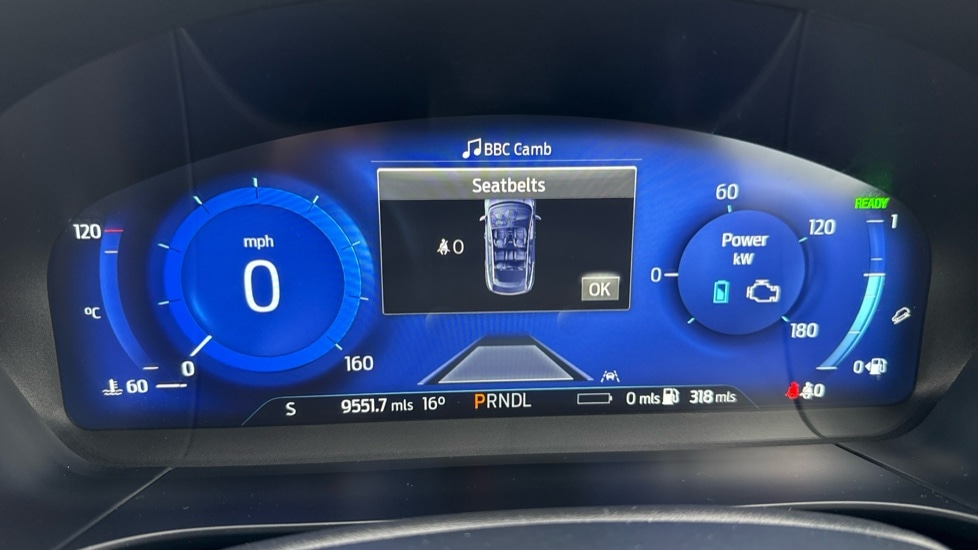 BBC Camb
Seatbelts
0
OK
120
°C
60
mph
0
0
160
60
120
0
Power
kW
180
READY
1
0
0
S 9551.7 mls 16° PRNDL 0 mls 318 mls